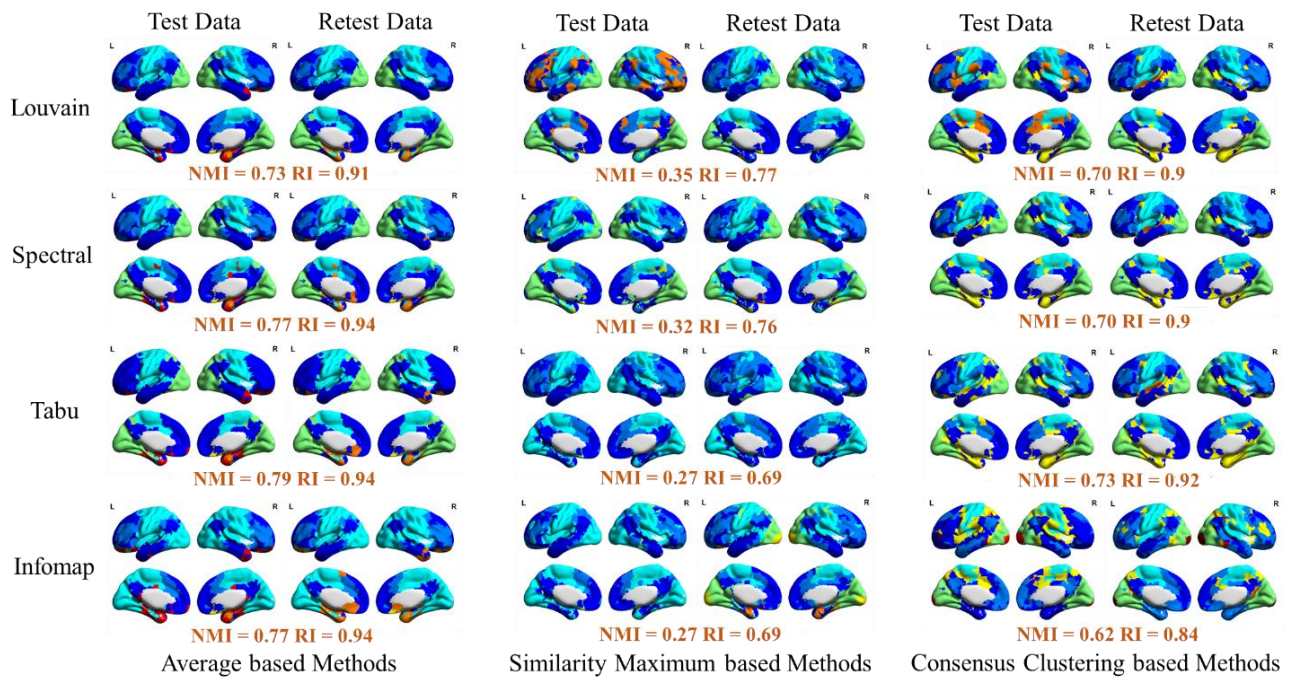 Test Data Retest Data Test Data Retest Data Test Data Retest Data
L R L R L R
Louvain
NMI = 0.73 RI = 0.91 NMI = 0.35 RI = 0.77 NMI = 0.70 RI = 0.9
L R L R L R
Spectral
NMI = 0.77 RI = 0.94 NMI = 0.32 RI = 0.76 NMI = 0.70 RI = 0.9
L R L R L R
Tabu
NMI = 0.79 RI = 0.94 NMI = 0.27 RI = 0.69 NMI = 0.73 RI = 0.92
L R L R L R
Infomap
NMI = 0.77 RI = 0.94 NMI = 0.27 RI = 0.69 NMI = 0.62 RI = 0.84
Average based Methods Similarity Maximum based Methods Consensus Clustering based Methods